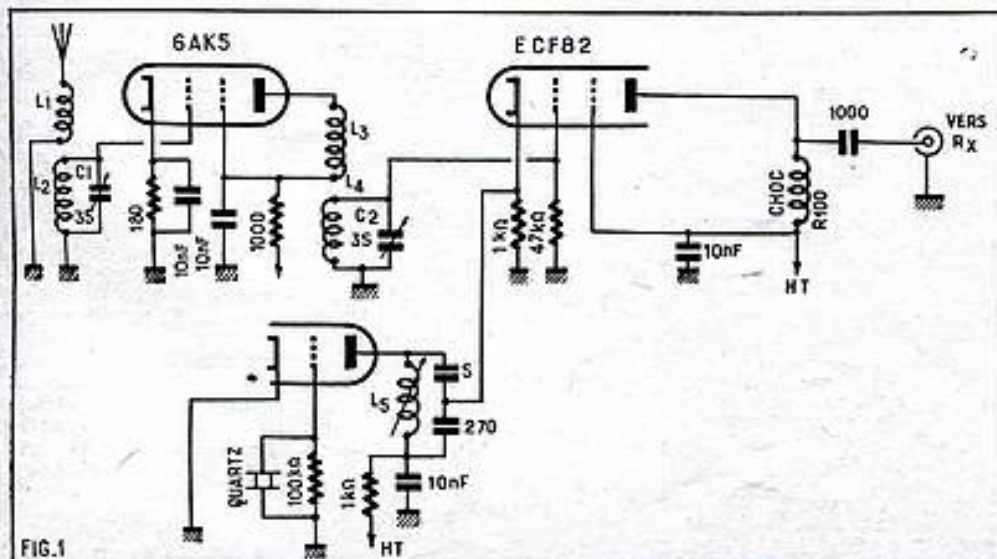 6AK5
ECF82
L1
L2
C1
35
180
10nF
10nF
1000
L3
L4
C2
35
1kΩ
47kΩ
10nF
CHOC
R100
1000
VERS
RX
HT
QUARTZ
100kΩ
1kΩ
HT
L5
S
270
10nF
FIG.1